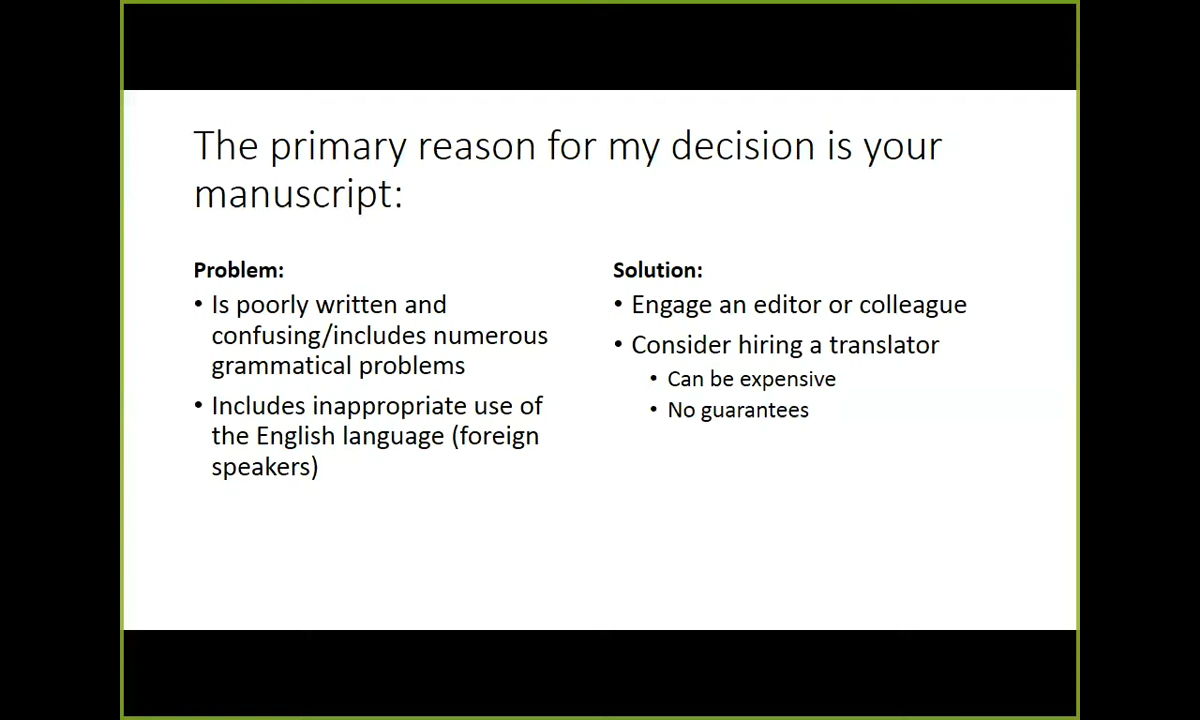 The primary reason for my decision is your
manuscript:
Problem:
• Is poorly written and
confusing/includes numerous
grammatical problems
• Includes inappropriate use of
the English language (foreign
speakers)
Solution:
• Engage an editor or colleague
• Consider hiring a translator
• Can be expensive
• No guarantees